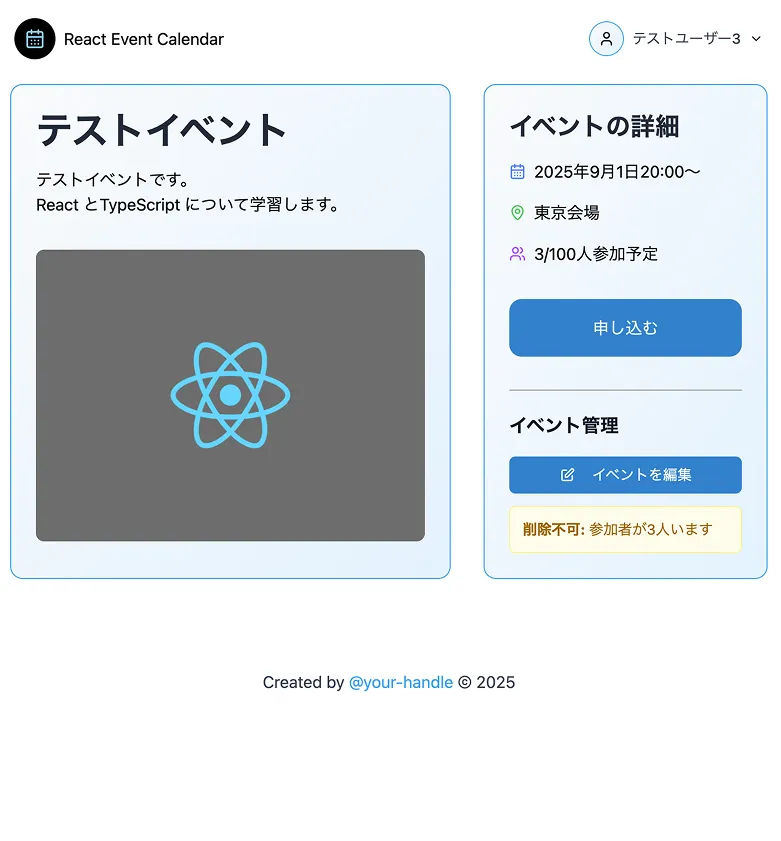 React Event Calendar
テストユーザー3
テストイベント
テストイベントです。
React とTypeScript について学習します。
イベントの詳細
2025年9月1日20:00〜
東京会場
3/100人参加予定
申し込む
イベント管理
イベントを編集
削除不可: 参加者が3人います
Created by @your-handle © 2025